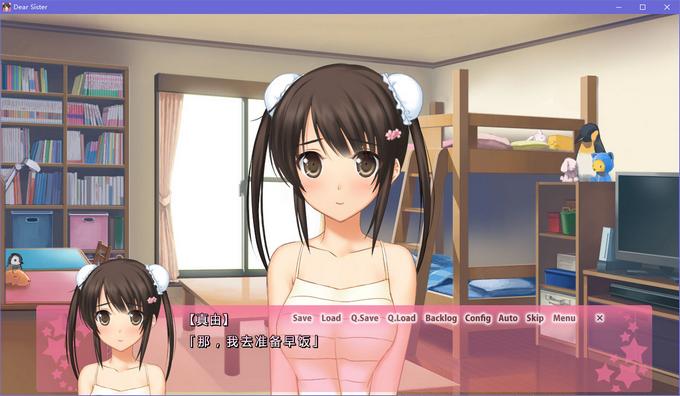 Dear Sister
【真由】
Save Load Q.Save Q.Load Backlog Config Auto Skip Menu
「那，我去准备早饭」